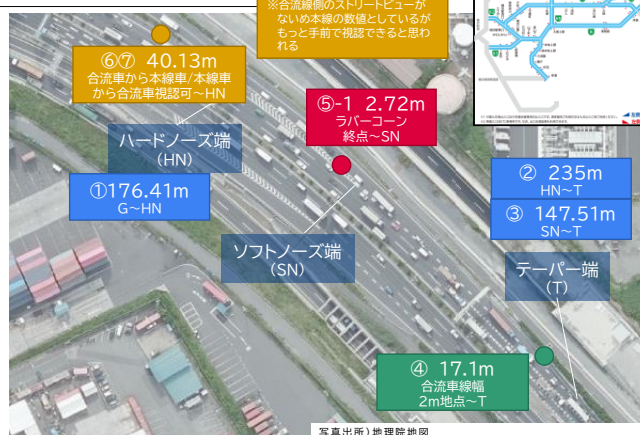 ※合流線側のストリートビューが
ないめ本線の数値としているが
もっと手前で視認できると思わ
れる
⑥⑦ 40.13m
合流車から本線車/本線車
から合流車視認可～HN
⑤-1 2.72m
ラバーコーン
終点～SN
ハードノーズ端
(HN)
①176.41m
G～HN
② 235m
HN～T
③ 147.51m
SN～T
ソフトノーズ端
(SN)
テーパー端
(T)
④ 17.1m
合流車線幅
2m地点～T
写真出所）地理院地図